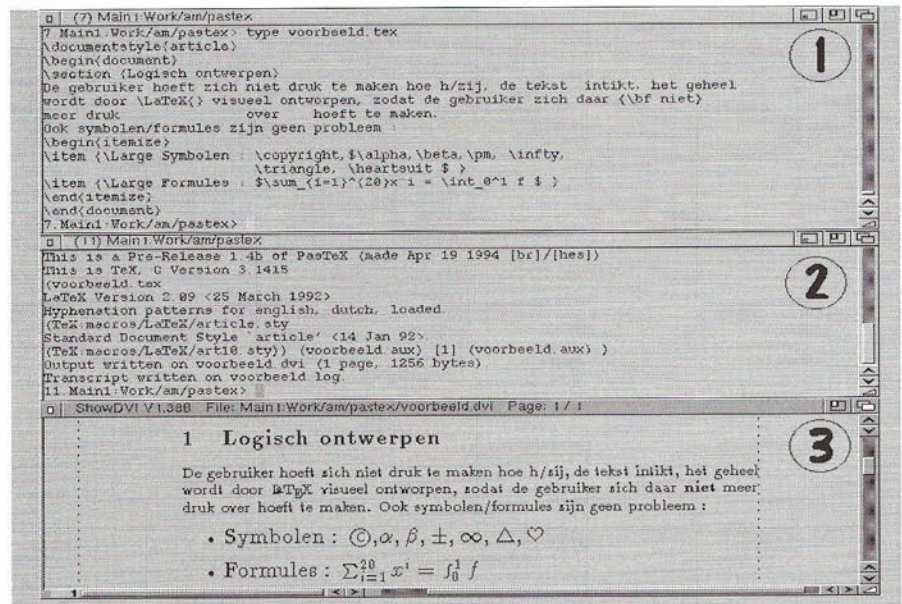 (7) Main1:Work/am/pastex
7.Main1:Work/am/pastex> type voorbeeld.tex
\documentstyle{article}
\begin{document}
\section {Logisch ontwerpen}
De gebruiker hoeft zich niet druk te maken hoe h/zij, de tekst intikt, het geheel
wordt door \LaTeX{} visueel ontworpen, zodat de gebruiker zich daar {\bf niet}
meer druk over hoeft te maken.
Ook symbolen/formules zijn geen probleem :
\begin{itemize}
\item {\Large Symbolen : \copyright,$\alpha,\beta,\pm, \infty,
\triangle, \heartsuit $ }
\item {\Large Formules : $\sum_{i=1}^{20}x^i = \int_0^1 f $ }
\end{itemize}
\end{document}
7.Main1:Work/am/pastex>
1
(11) Main1:Work/am/pastex
This is a Pre-Release 1.4b of PasTeX (made Apr 19 1994 [br]/[hes])
This is TeX, C Version 3.1415
(voorbeeld.tex
LaTeX Version 2.09 <25 March 1992>
Hyphenation patterns for english, dutch, loaded.
(TeX:macros/LaTeX/article.sty
Standard Document Style `article' <14 Jan 92>.
(TeX:macros/LaTeX/art10.sty)) (voorbeeld.aux) [1] (voorbeeld.aux) )
Output written on voorbeeld.dvi (1 page, 1256 bytes).
Transcript written on voorbeeld.log.
11.Main1:Work/am/pastex>
2
ShowDVI V1.38B File: Main1:Work/am/pastex/voorbeeld.dvi Page: 1 / 1
1 Logisch ontwerpen
De gebruiker hoeft zich niet druk te maken hoe h/zij, de tekst intikt, het geheel
wordt door LaTeX visueel ontworpen, zodat de gebruiker zich daar niet meer
druk over hoeft te maken. Ook symbolen/formules zijn geen probleem :
• Symbolen : ©,α, β, ±, ∞, △, ♡
• Formules : ∑²⁰ᵢ₌₁ xⁱ = ∫₀¹ f
3
1